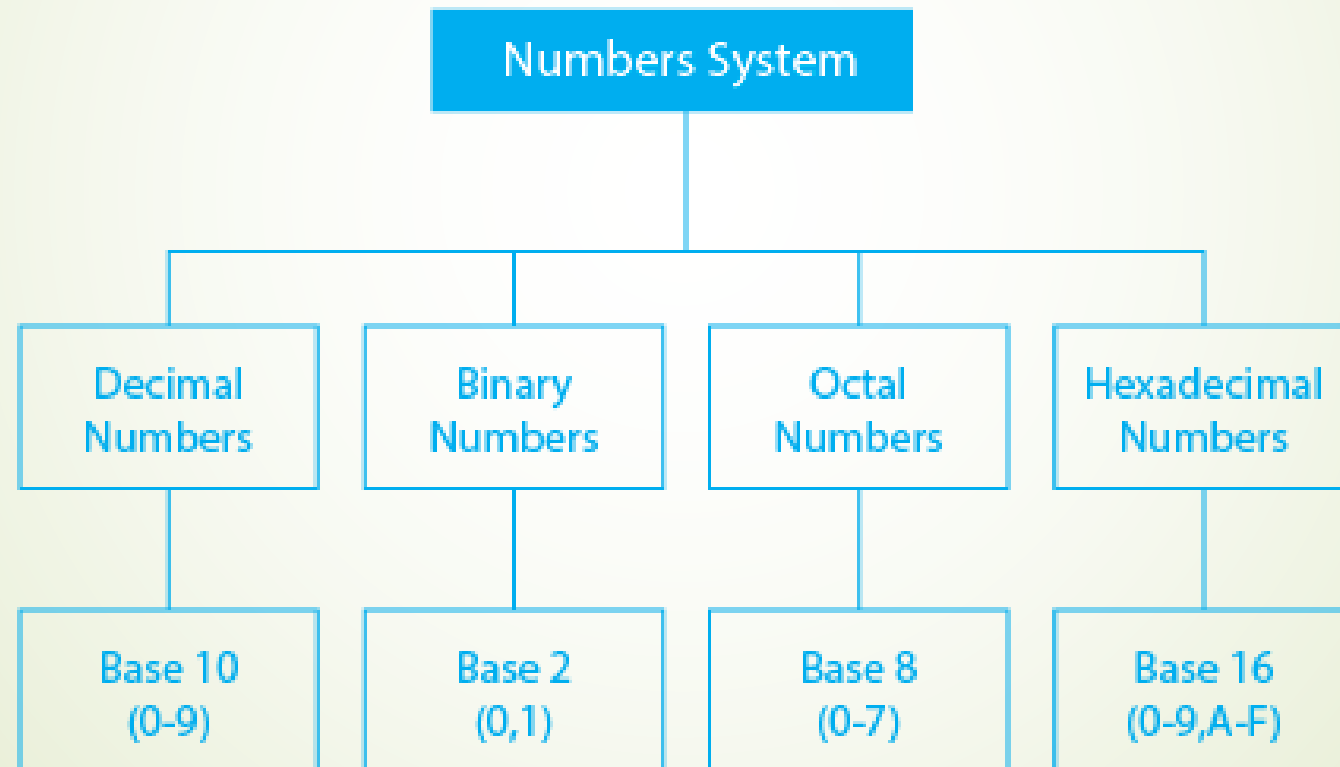 Numbers System
Decimal
Numbers
Binary
Numbers
Octal
Numbers
Hexadecimal
Numbers
Base 10
(0-9)
Base 2
(0,1)
Base 8
(0-7)
Base 16
(0-9,A-F)